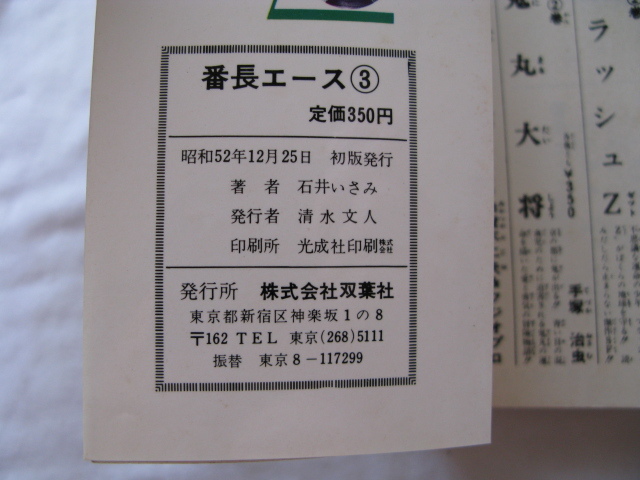 番長エース③
定価350円
昭和52年12月25日 初版発行
著者 石井いさみ
発行者 清水文人
印刷所 光成社印刷株式会社
発行所 株式会社双葉社
東京都新宿区神楽坂1の8
〒162 TEL 東京(268)5111
振替 東京8-117299
ラッシュZ
手塚治虫
丸大将
¥350